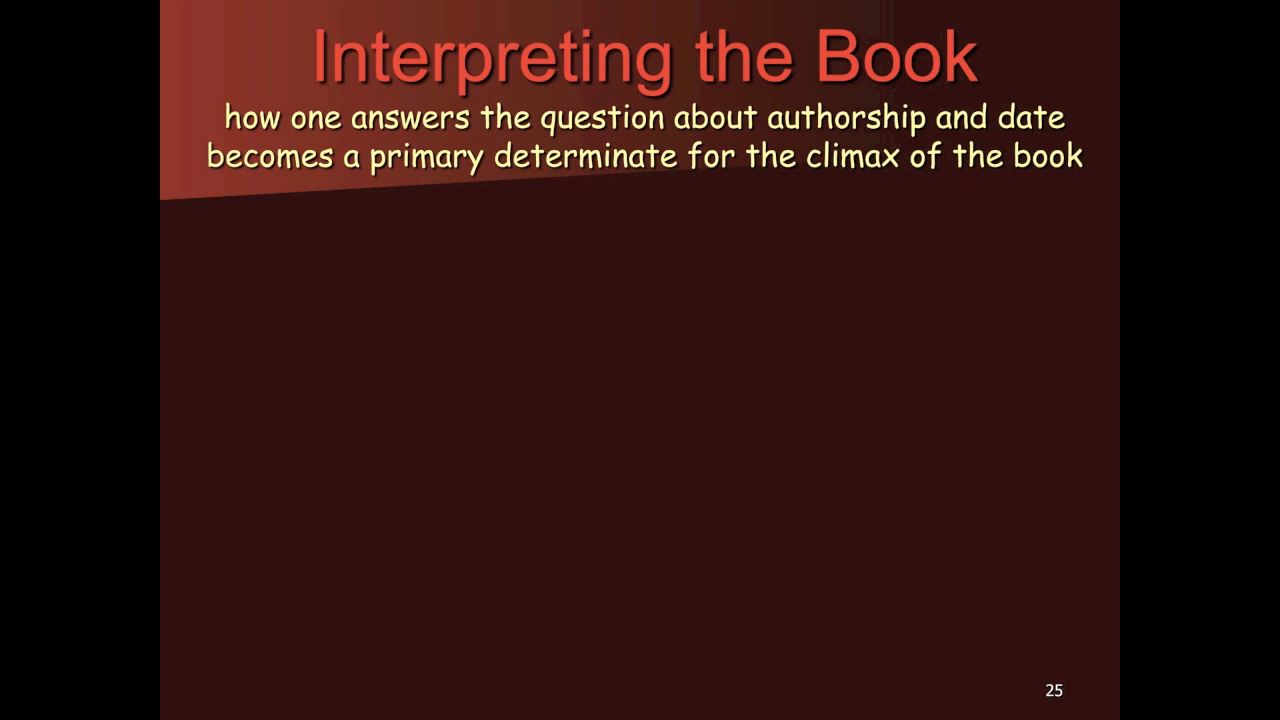 Interpreting the Book
how one answers the question about authorship and date
becomes a primary determinate for the climax of the book
25